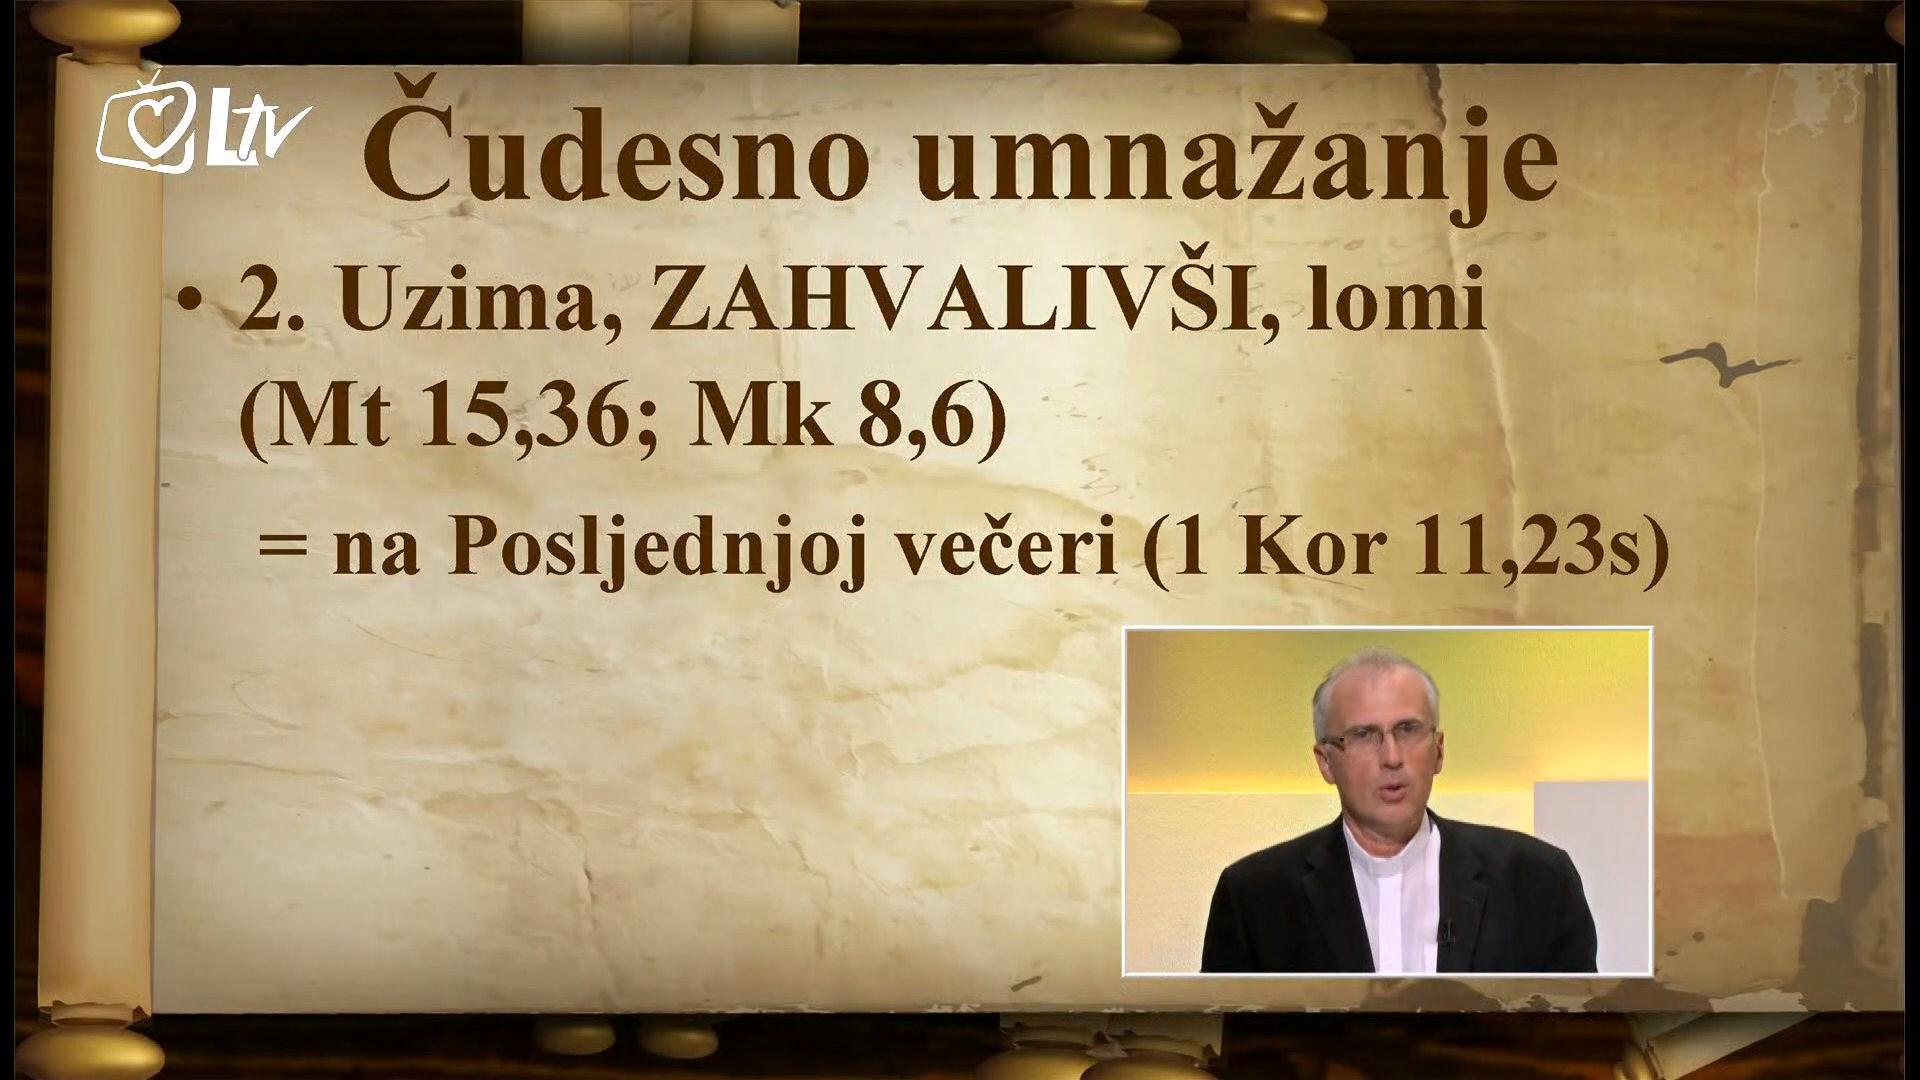 LTV
Čudesno umnažanje
• 2. Uzima, ZAHVALIVŠI, lomi
(Mt 15,36; Mk 8,6)
= na Posljednjoj večeri (1 Kor 11,23s)